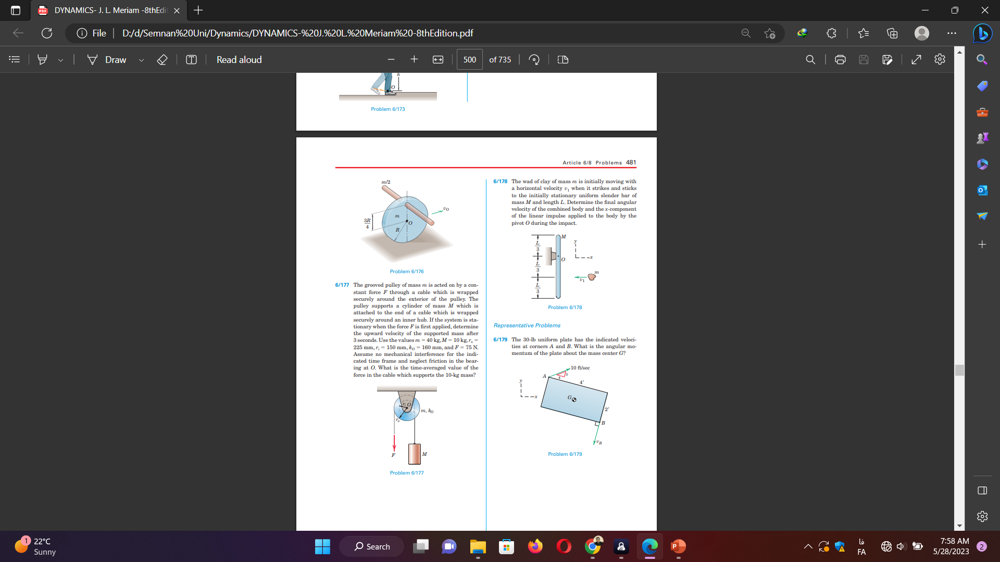 DYNAMICS- J. L. Meriam -8thEdi
File
D:/d/Semnan%20Uni/Dynamics/DYNAMICS-%20J.%20L.%20Meriam%20-8thEdition.pdf
Draw
Read aloud
500 of 735
h
O
Problem 6/173
Article 6/8 Problems 481
m/2
v_O
m
3R/4
O
R
Problem 6/176
6/177 The grooved pulley of mass m is acted on by a con-
stant force F through a cable which is wrapped
securely around the exterior of the pulley. The
pulley supports a cylinder of mass M which is
attached to the end of a cable which is wrapped
securely around an inner hub. If the system is sta-
tionary when the force F is first applied, determine
the upward velocity of the supported mass after
3 seconds. Use the values m = 40 kg, M = 10 kg, r_o =
225 mm, r_i = 150 mm, k_O = 160 mm, and F = 75 N.
Assume no mechanical interference for the indi-
cated time frame and neglect friction in the bear-
ing at O. What is the time-averaged value of the
force in the cable which supports the 10-kg mass?
r_i O
m, k_O
r_o
F
M
Problem 6/177
6/178 The wad of clay of mass m is initially moving with
a horizontal velocity v_1 when it strikes and sticks
to the initially stationary uniform slender bar of
mass M and length L. Determine the final angular
velocity of the combined body and the x-component
of the linear impulse applied to the body by the
pivot O during the impact.
M
L/3
y
x
O
L/3
m
v_1
L/3
Problem 6/178
Representative Problems
6/179 The 30-lb uniform plate has the indicated veloci-
ties at corners A and B. What is the angular mo-
mentum of the plate about the mass center G?
10 ft/sec
A
4
3
4′
y
x
G
2′
B
v_B
Problem 6/179
1
22°C
Sunny
Search
فا
FA
7:58 AM
5/28/2023
2